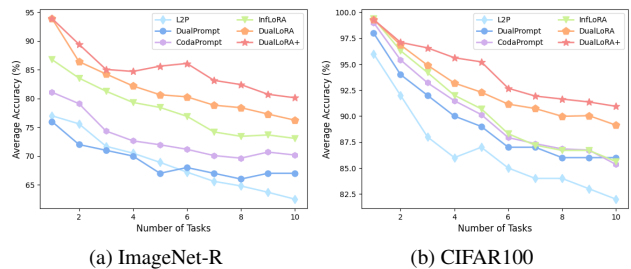 95
90
85
80
75
70
65
Average Accuracy (%)
L2P
DualPrompt
CodaPrompt
InfLoRA
DualLoRA
DualLoRA+
2 4 6 8 10
Number of Tasks
(a) ImageNet-R
100.0
97.5
95.0
92.5
90.0
87.5
85.0
82.5
Average Accuracy (%)
L2P
DualPrompt
CodaPrompt
InfLoRA
DualLoRA
DualLoRA+
2 4 6 8 10
Number of Tasks
(b) CIFAR100